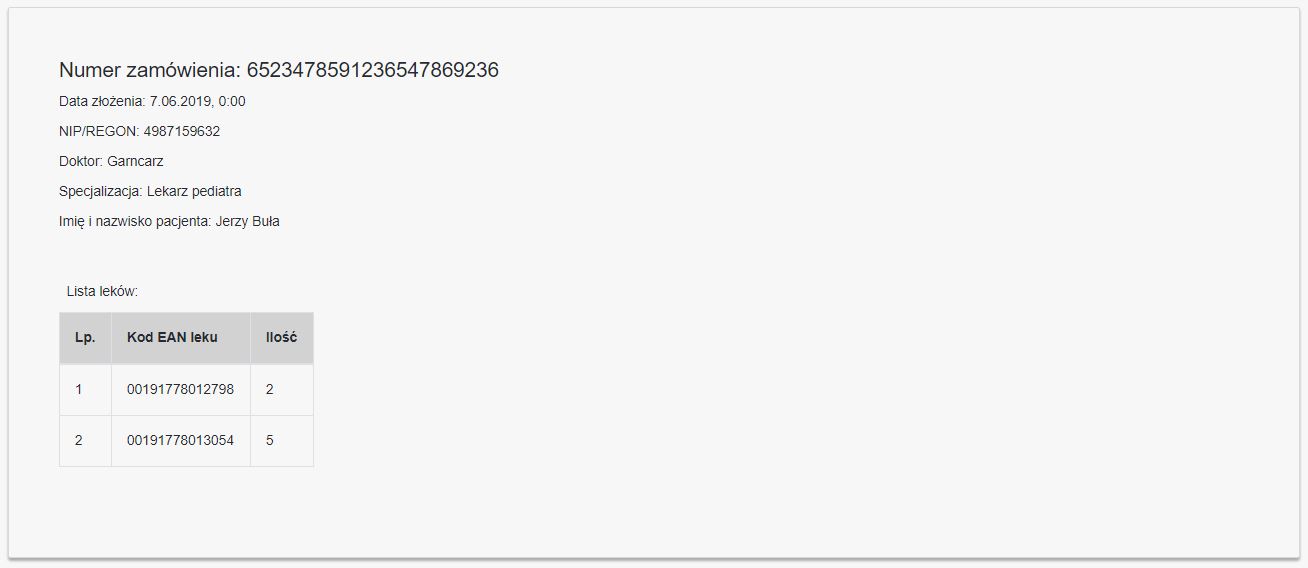 Numer zamówienia: 6523478591236547869236
Data złożenia: 7.06.2019, 0:00
NIP/REGON: 4987159632
Doktor: Garncarz
Specjalizacja: Lekarz pediatra
Imię i nazwisko pacjenta: Jerzy Buła
Lista leków:
Lp. Kod EAN leku Ilość
1 00191778012798 2
2 00191778013054 5